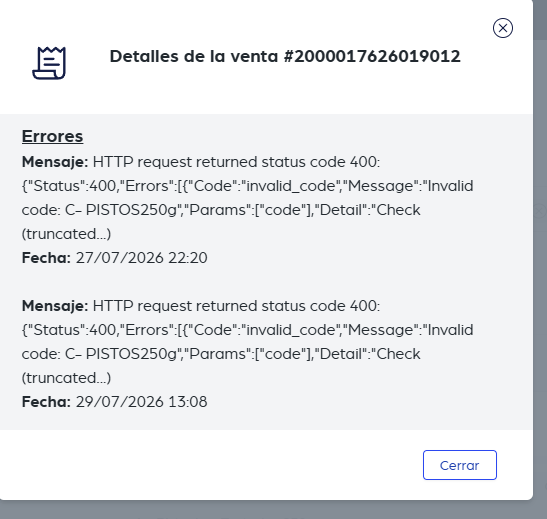 Detalles de la venta #2000017626019012
Errores
Mensaje: HTTP request returned status code 400:
{"Status":400,"Errors":[{"Code":"invalid_code","Message":"Invalid
code: C- PISTOS250g","Params":["code"],"Detail":"Check
(truncated...)
Fecha: 27/07/2026 22:20
Mensaje: HTTP request returned status code 400:
{"Status":400,"Errors":[{"Code":"invalid_code","Message":"Invalid
code: C- PISTOS250g","Params":["code"],"Detail":"Check
(truncated...)
Fecha: 29/07/2026 13:08
Cerrar